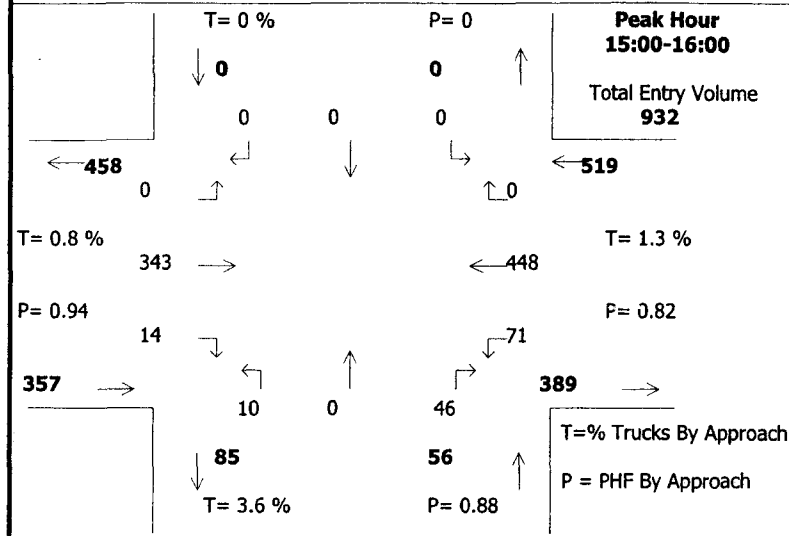 T= 0 % P= 0 Peak Hour
15:00-16:00
0 0
Total Entry Volume
0 0 0 932
458 519
0 0
T= 0.8 % T= 1.3 %
343 448
P= 0.94 P= 0.82
14 71
357 389
10 0 46
T=% Trucks By Approach
85 56
P = PHF By Approach
T= 3.6 % P= 0.88